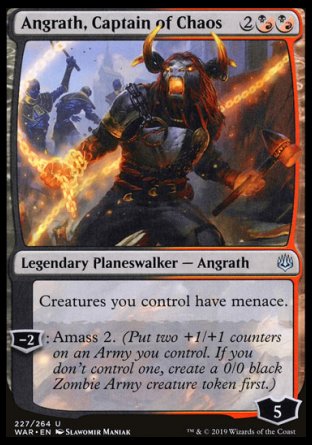 Angrath, Captain of Chaos 2
Legendary Planeswalker — Angrath
Creatures you control have menace.
-2: Amass 2. (Put two +1/+1 counters
on an Army you control. If you
don't control one, create a 0/0 black
Zombie Army creature token first.)
5
227/264 U
WAR • EN Slawomir Maniak
™ & © 2019 Wizards of the Coast